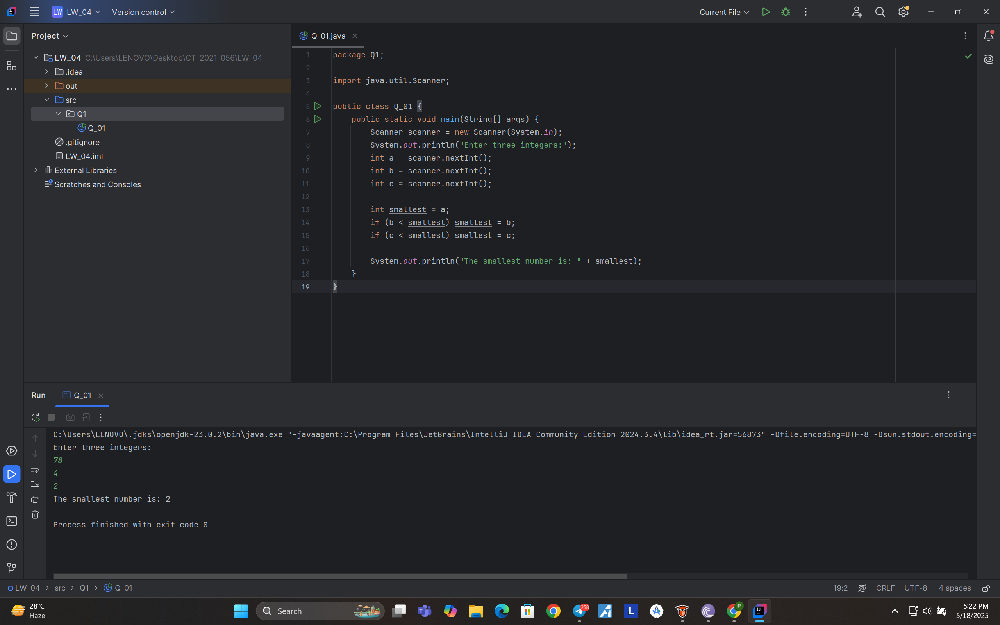 LW LW_04 Version control Current File
Project
Q_01.java
LW_04 C:\Users\LENOVO\Desktop\CT_2021_056\LW_04
.idea
out
src
Q1
Q_01
.gitignore
LW_04.iml
External Libraries
Scratches and Consoles
1 package Q1;
2
3 import java.util.Scanner;
4
5 public class Q_01 {
6 public static void main(String[] args) {
7 Scanner scanner = new Scanner(System.in);
8 System.out.println("Enter three integers:");
9 int a = scanner.nextInt();
10 int b = scanner.nextInt();
11 int c = scanner.nextInt();
12
13 int smallest = a;
14 if (b < smallest) smallest = b;
15 if (c < smallest) smallest = c;
16
17 System.out.println("The smallest number is: " + smallest);
18 }
19 }
Run Q_01
C:\Users\LENOVO\.jdks\openjdk-23.0.2\bin\java.exe "-javaagent:C:\Program Files\JetBrains\IntelliJ IDEA Community Edition 2024.3.4\lib\idea_rt.jar=56873" -Dfile.encoding=UTF-8 -Dsun.stdout.encoding=
Enter three integers:
78
4
2
The smallest number is: 2
Process finished with exit code 0
LW_04 > src > Q1 > Q_01 19:2 CRLF UTF-8 4 spaces
28°C
Haze
Search
258
P
5:22 PM
5/18/2025